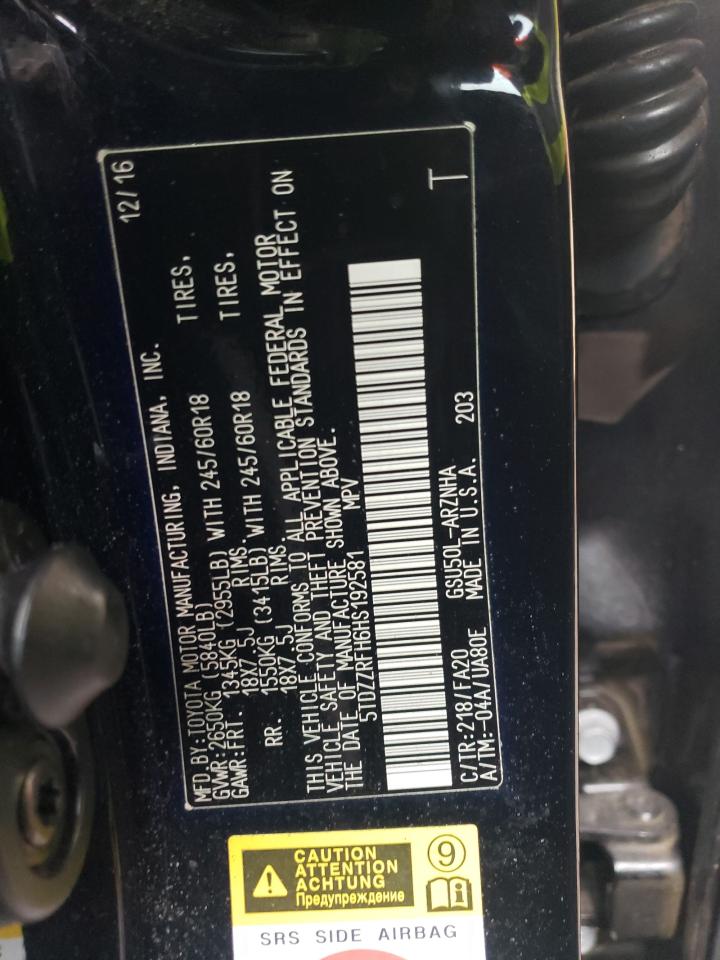 12/16
MFD.BY:TOYOTA MOTOR MANUFACTURING, INDIANA, INC.
GVWR:2650KG (5840LB)
GAWR:FRT. 1345KG (2955LB) WITH 245/60R18 TIRES,
18X7.5J RIMS.
RR. 1550KG (3415LB) WITH 245/60R18 TIRES,
18X7.5J RIMS.
THIS VEHICLE CONFORMS TO ALL APPLICABLE FEDERAL MOTOR
VEHICLE SAFETY AND THEFT PREVENTION STANDARDS IN EFFECT ON
THE DATE OF MANUFACTURE SHOWN ABOVE.
5TDZZRFH6HS192581 MPV
T
C/TR:218/FA20 GSU50L-ARZNHA
A/TM:-04A/UA80E MADE IN U.S.A. 203
CAUTION
ATTENTION
ACHTUNG
Предупреждение
9
SRS SIDE AIRBAG